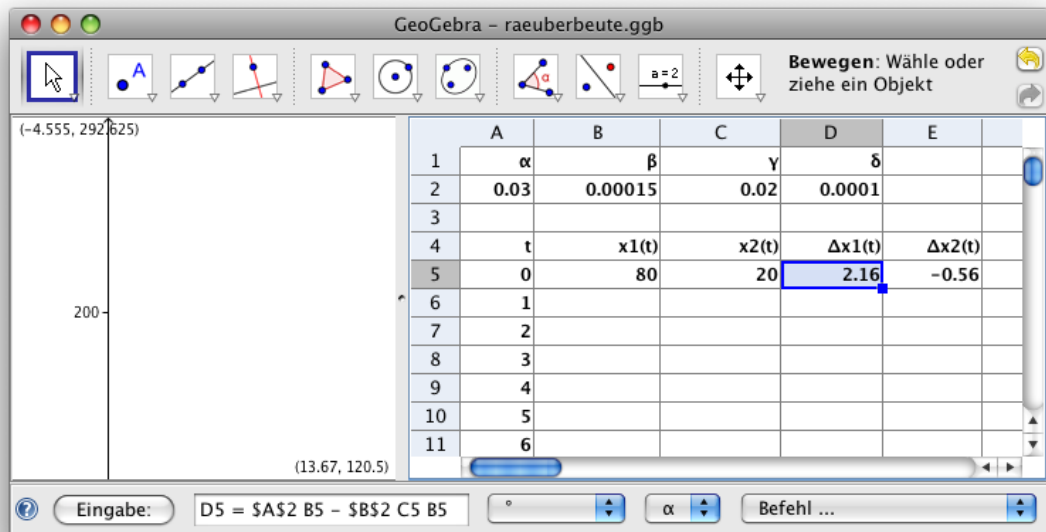 GeoGebra – raeuberbeute.ggb
A
α
a=2
Bewegen: Wähle oder
ziehe ein Objekt
(-4.555, 292.625)
200
(13.67, 120.5)
A B C D E
1 α β γ δ
2 0.03 0.00015 0.02 0.0001
3
4 t x1(t) x2(t) Δx1(t) Δx2(t)
5 0 80 20 2.16 −0.56
6 1
7 2
8 3
9 4
10 5
11 6
? Eingabe: D5 = $A$2 B5 – $B$2 C5 B5 ° α Befehl ...